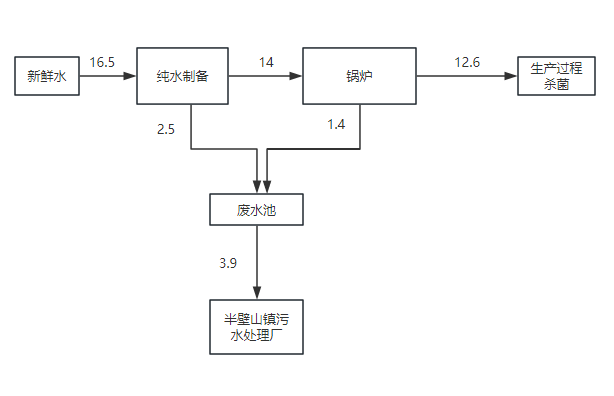 16.5
14
12.6
新鲜水
纯水制备
锅炉
生产过程
杀菌
2.5
1.4
废水池
3.9
半壁山镇污
水处理厂